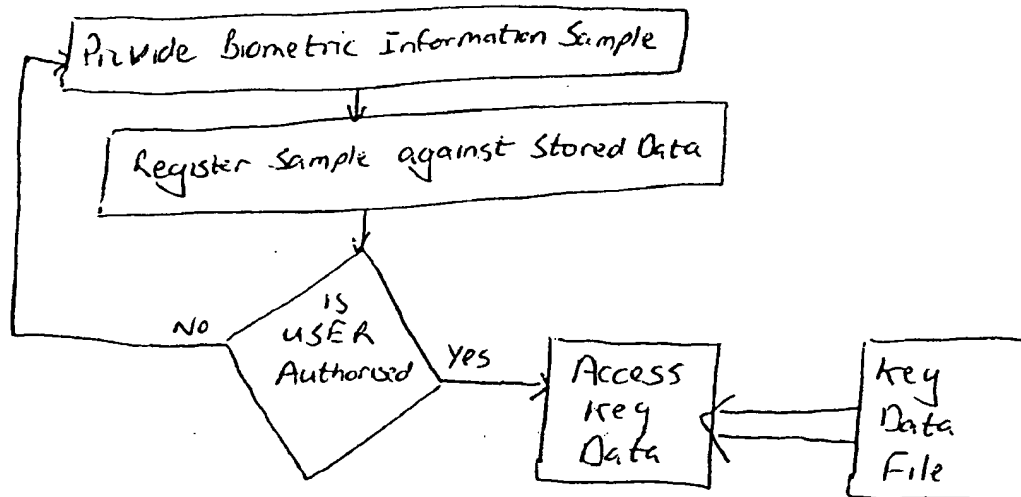 Provide Biometric Information Sample
Register Sample against Stored Data
Is
USER
Authorised
No
Yes
Access
Key
Data
Key
Data
File